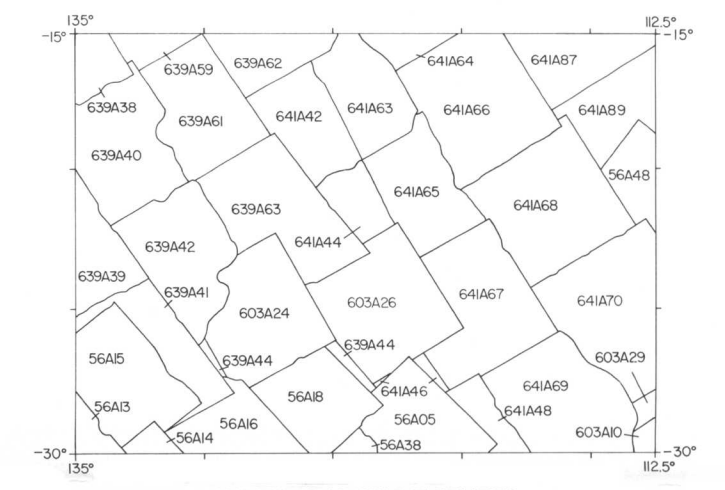 135° 112.5°
-15° -15°
639A59 639A62 641A64 641A87
639A38 641A42 641A63 641A66 641A89
639A61
639A40 56A48
641A65
639A63 641A68
639A42 641A44
639A39 639A41 641A67
603A24 603A26 641A70
639A44
56A15 639A44 603A29
641A69
56A18 641A46
56A13 641A48
56A16 56A05
56A14 56A38 603A10
-30° -30°
135° 112.5°